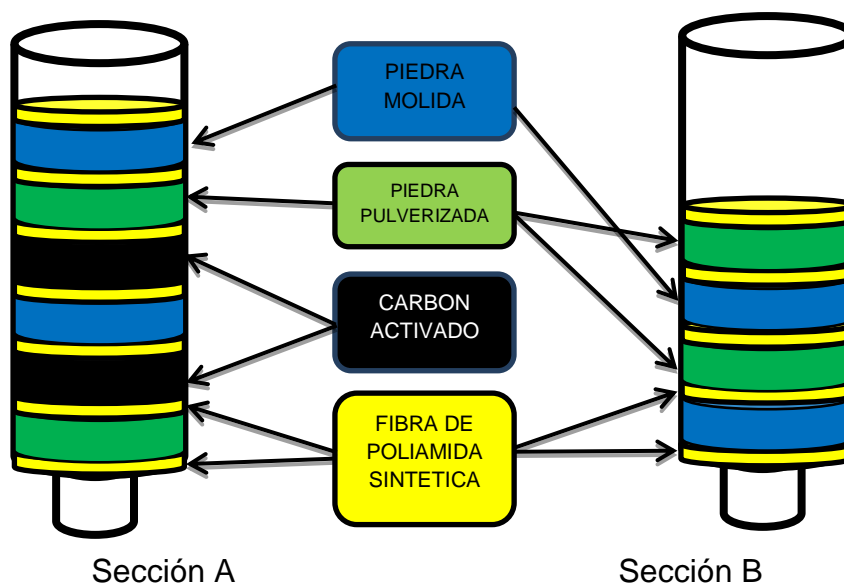 PIEDRA
MOLIDA
PIEDRA
PULVERIZADA
CARBON
ACTIVADO
FIBRA DE
POLIAMIDA
SINTETICA
Sección A
Sección B